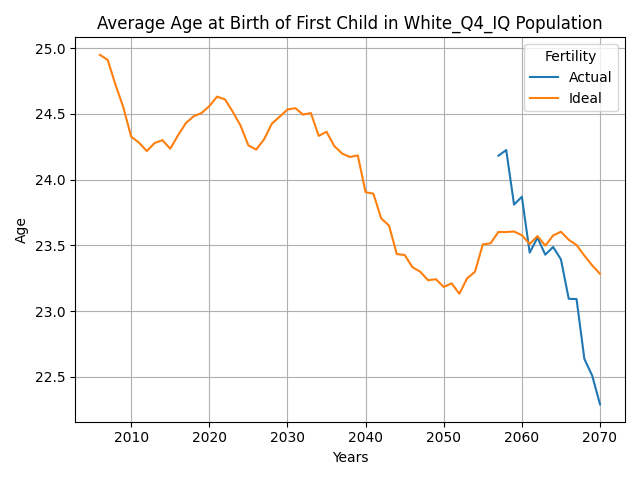 Average Age at Birth of First Child in White_Q4_IQ Population
Fertility
Actual
Ideal
25.0
24.5
24.0
23.5
23.0
22.5
Age
2010
2020
2030
2040
2050
2060
2070
Years